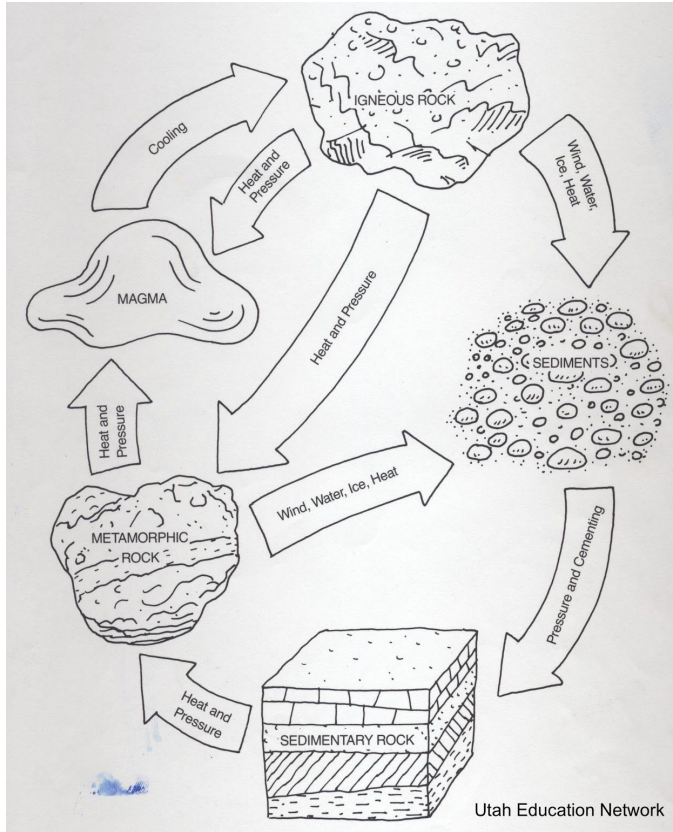 IGNEOUS ROCK
Cooling
Heat and
Pressure
Wind, Water,
Ice, Heat
MAGMA
Heat and Pressure
SEDIMENTS
Heat and
Pressure
Wind, Water, Ice, Heat
METAMORPHIC
ROCK
Pressure and Cementing
Heat and
Pressure
SEDIMENTARY ROCK
Utah Education Network